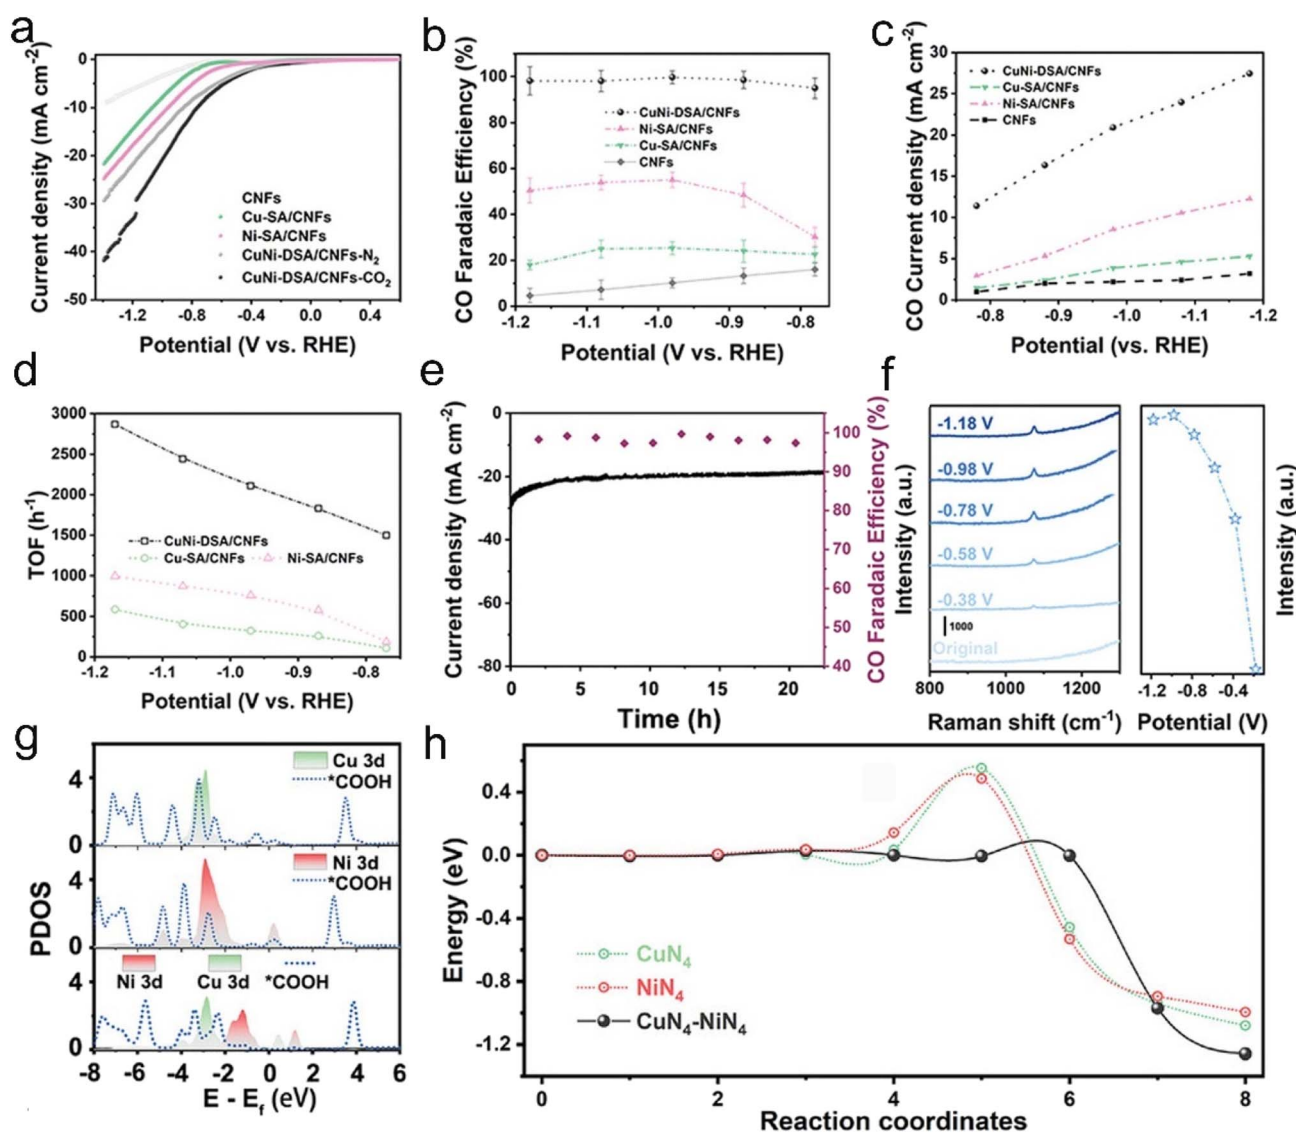 a
Current density (mA cm⁻²)
0
-10
-20
-30
-40
-50
CNFs
Cu-SA/CNFs
Ni-SA/CNFs
CuNi-DSA/CNFs-N₂
CuNi-DSA/CNFs-CO₂
-1.2 -0.8 -0.4 0.0 0.4
Potential (V vs. RHE)
b
CO Faradaic Efficiency (%)
100
80
60
40
20
0
CuNi-DSA/CNFs
Ni-SA/CNFs
Cu-SA/CNFs
CNFs
-1.2 -1.1 -1.0 -0.9 -0.8
Potential (V vs. RHE)
c
CO Current density (mA cm⁻²)
30
25
20
15
10
5
0
CuNi-DSA/CNFs
Cu-SA/CNFs
Ni-SA/CNFs
CNFs
-0.8 -0.9 -1.0 -1.1 -1.2
Potential (vs. RHE)
d
TOF (h⁻¹)
3000
2500
2000
1500
1000
500
0
CuNi-DSA/CNFs
Cu-SA/CNFs Ni-SA/CNFs
-1.2 -1.1 -1.0 -0.9 -0.8
Potential (V vs. RHE)
e
Current density (mA cm⁻²)
0
-20
-40
-60
-80
100
90
80
70
60
50
40
CO Faradaic Efficiency (%)
0 5 10 15 20
Time (h)
f
-1.18 V
-0.98 V
-0.78 V
-0.58 V
-0.38 V
1000
Original
Intensity (a.u.)
800 1000 1200
Raman shift (cm⁻¹)
Intensity (a.u.)
-1.2 -0.8 -0.4
Potential (V)
g
PDOS
4
0
Cu 3d
*COOH
4
0
Ni 3d
*COOH
4
0
Ni 3d Cu 3d *COOH
-8 -6 -4 -2 0 2 4 6
E - E_f (eV)
h
Energy (eV)
0.4
0.0
-0.4
-0.8
-1.2
CuN₄
NiN₄
CuN₄-NiN₄
0 2 4 6 8
Reaction coordinates